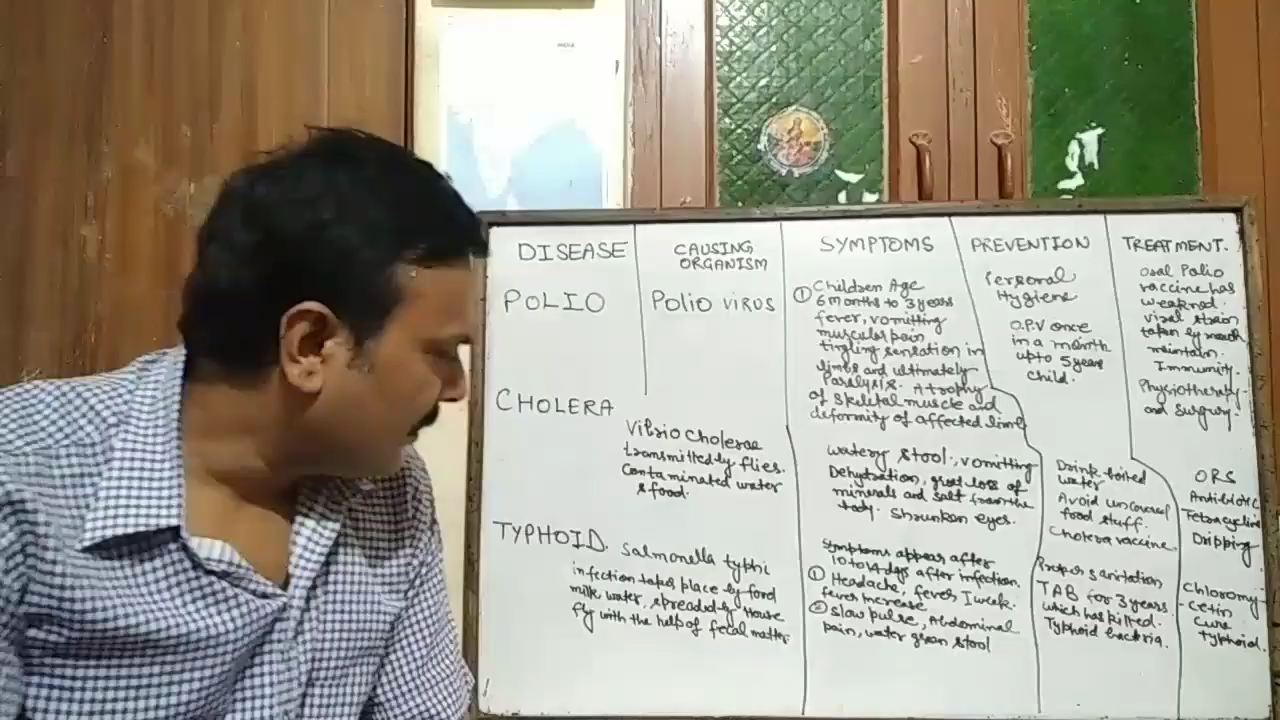 DISEASE
CAUSING
ORGANISM
SYMPTOMS
PREVENTION
TREATMENT.
POLIO
Polio VIRUS
① Children Age
6 months to 3 years
fever, vomitting
muscular pain
tingling sensation in
limbs and ultimately
Paralysis. Atrophy
of skeletal muscle and
deformity of affected limb
Personal
Hygiene
O.P.V once
in a month
upto 5 years
child.
Oral Polio
vaccine has
weakned.
viral strain
taken by mouth
maintain.
Immunity.
Physiotherapy.
and surgery.
CHOLERA
Vibrio Cholerae
transmitted by flies.
Contaminated water
& food.
Watery stool, vomitting
Dehydration, great loss of
minerals and salt from the
body. Shrunken eyes.
Drink boiled
water
Avoid uncovered
food stuff.
Cholera vaccine.
ORS
Antibiotic
Tetracycline
Dripping
TYPHOID.
Salmonella typhi
infection takes place by food
milk water, spreaded by House
fly with the help of fecal matter
Symptoms appear after
10 to 14 days after infection.
① Headache, fever I week.
fever increase
② Slow pulse, Abdominal
pain, water green stool
Proper sanitation
TAB for 3 years.
which has killed.
Typhoid bacteria.
Chloromy-
-cetin
cure
typhoid.